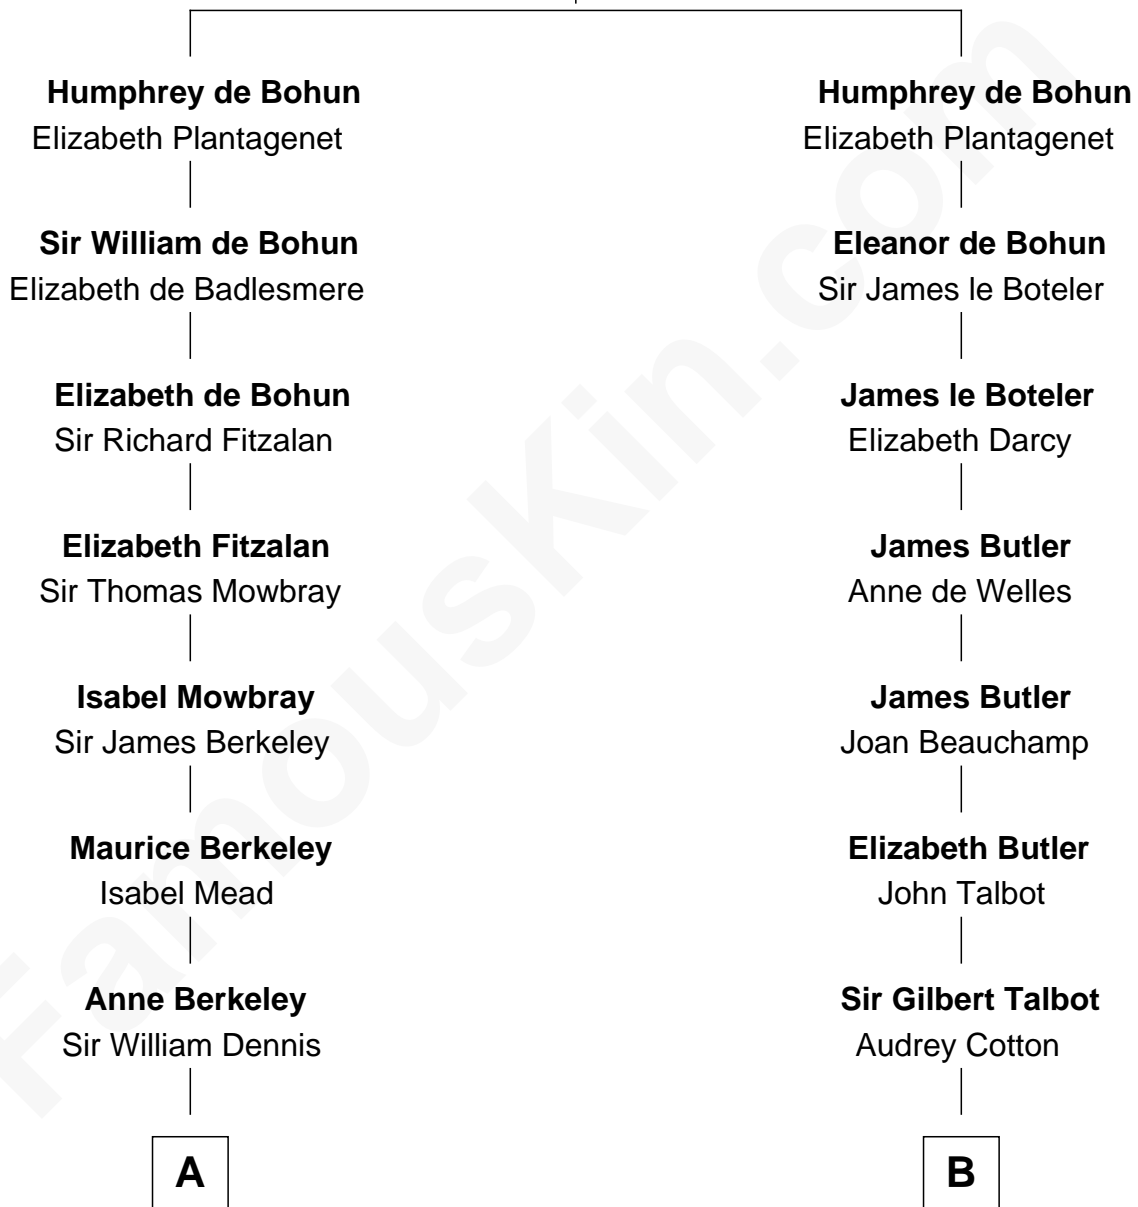 Humphrey de Bohun
Elizabeth Plantagenet
Sir William de Bohun
Elizabeth de Badlesmere
Elizabeth de Bohun
Sir Richard Fitzalan
Elizabeth Fitzalan
Sir Thomas Mowbray
Isabel Mowbray
Sir James Berkeley
Maurice Berkeley
Isabel Mead
Anne Berkeley
Sir William Dennis
A
Humphrey de Bohun
Elizabeth Plantagenet
Eleanor de Bohun
Sir James le Boteler
James le Boteler
Elizabeth Darcy
James Butler
Anne de Welles
James Butler
Joan Beauchamp
Elizabeth Butler
John Talbot
Sir Gilbert Talbot
Audrey Cotton
B
FamousKin.com